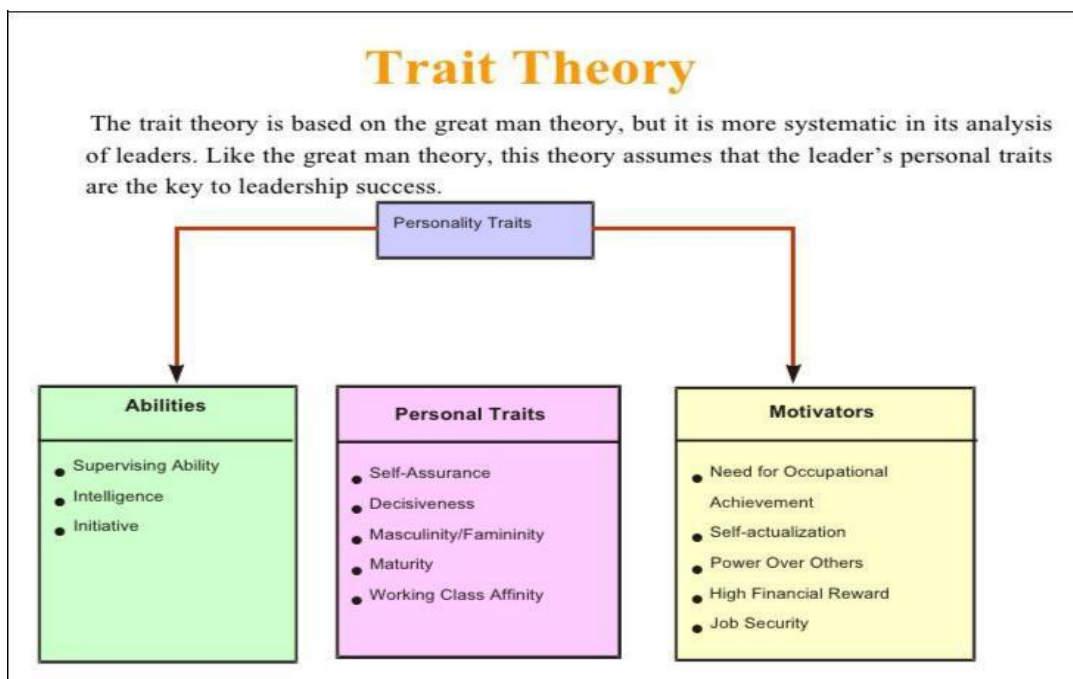 Trait Theory
The trait theory is based on the great man theory, but it is more systematic in its analysis
of leaders. Like the great man theory, this theory assumes that the leader's personal traits
are the key to leadership success.
Personality Traits
Abilities
Supervising Ability
Intelligence
Initiative
Personal Traits
Self-Assurance
Decisiveness
Masculinity/Famininity
Maturity
Working Class Affinity
Motivators
Need for Occupational
Achievement
Self-actualization
Power Over Others
High Financial Reward
Job Security